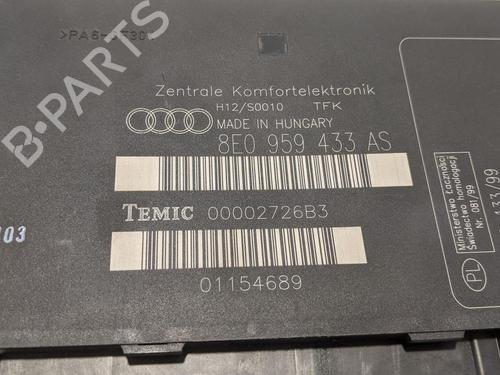 Zentrale Komfortelektronik
H12/S0010 TFK
MADE IN HUNGARY
8E0 959 433 AS
TEMIC 00002726B3
01154689
Ministerstwo Łączności
Świadectwo homologacji
Nr. 081/99
PL
B-PARTS